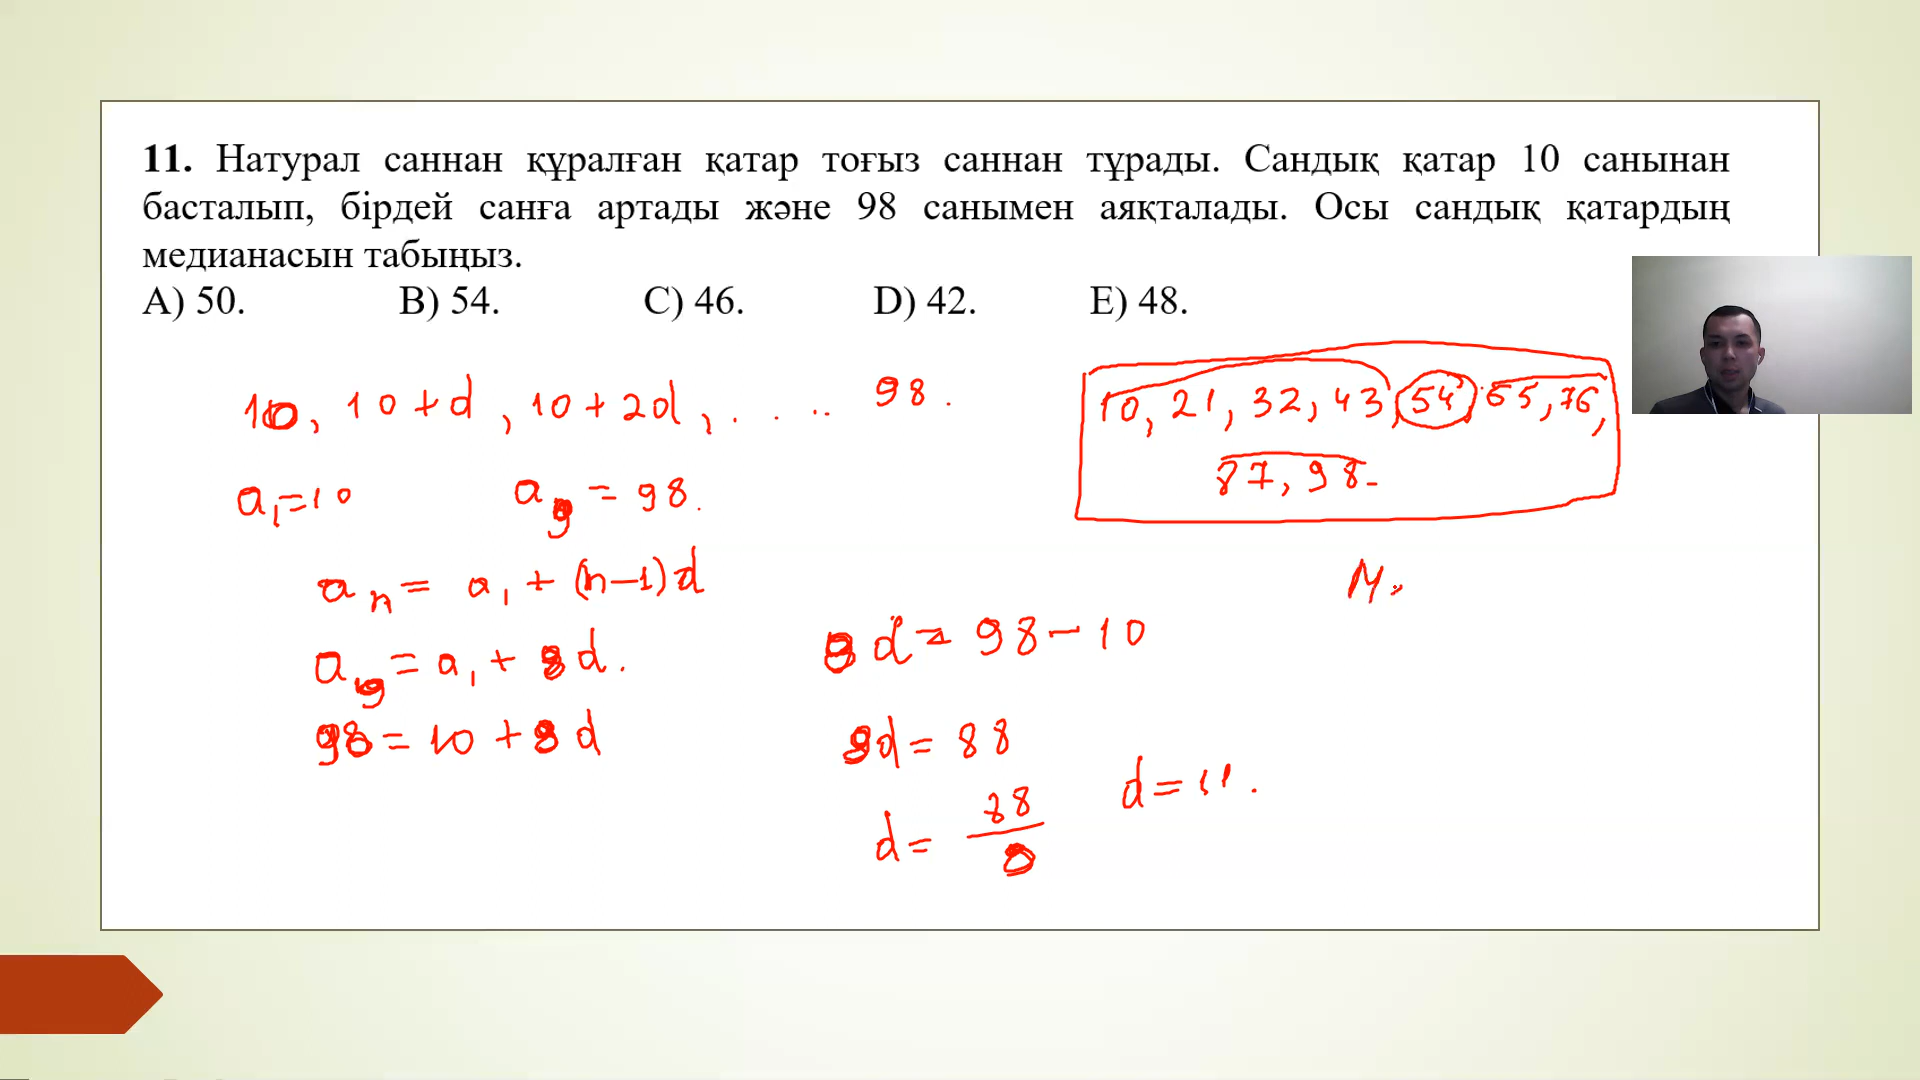 11. Натурал саннан құралған қатар тоғыз саннан тұрады. Сандық қатар 10 санынан
басталып, бірдей санға артады және 98 санымен аяқталады. Осы сандық қатардың
медианасын табыңыз.
A) 50. B) 54. C) 46. D) 42. E) 48.
10, 10+d, 10+2d, ..... 98.
10, 21, 32, 43, 54, 65, 76,
87, 98.
a₁=10 a₉ = 98.
aₙ = a₁ + (n-1)d
M
a₉ = a₁ + 8d.
98 = 10 + 8d
8d = 98 - 10
8d = 88
d = 88/8
d = 11.